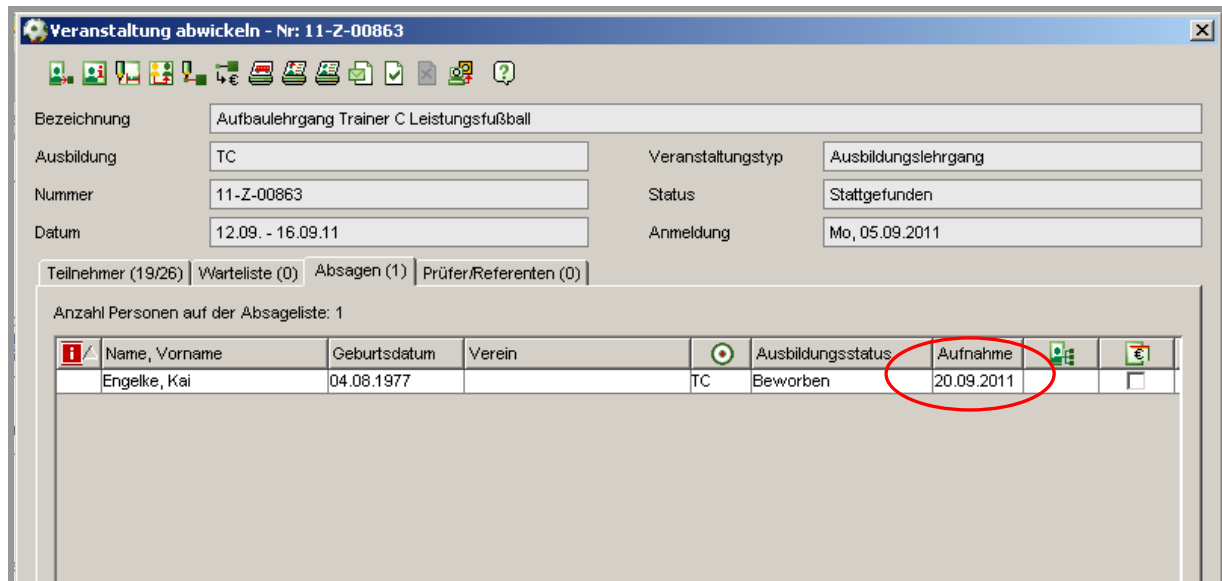 Veranstaltung abwickeln - Nr: 11-Z-00863
Bezeichnung Aufbaulehrgang Trainer C Leistungsfußball
Ausbildung TC Veranstaltungstyp Ausbildungslehrgang
Nummer 11-Z-00863 Status Stattgefunden
Datum 12.09. - 16.09.11 Anmeldung Mo, 05.09.2011
Teilnehmer (19/26) Warteliste (0) Absagen (1) Prüfer/Referenten (0)
Anzahl Personen auf der Absageliste: 1
Name, Vorname Geburtsdatum Verein Ausbildungsstatus Aufnahme
Engelke, Kai 04.08.1977 TC Beworben 20.09.2011